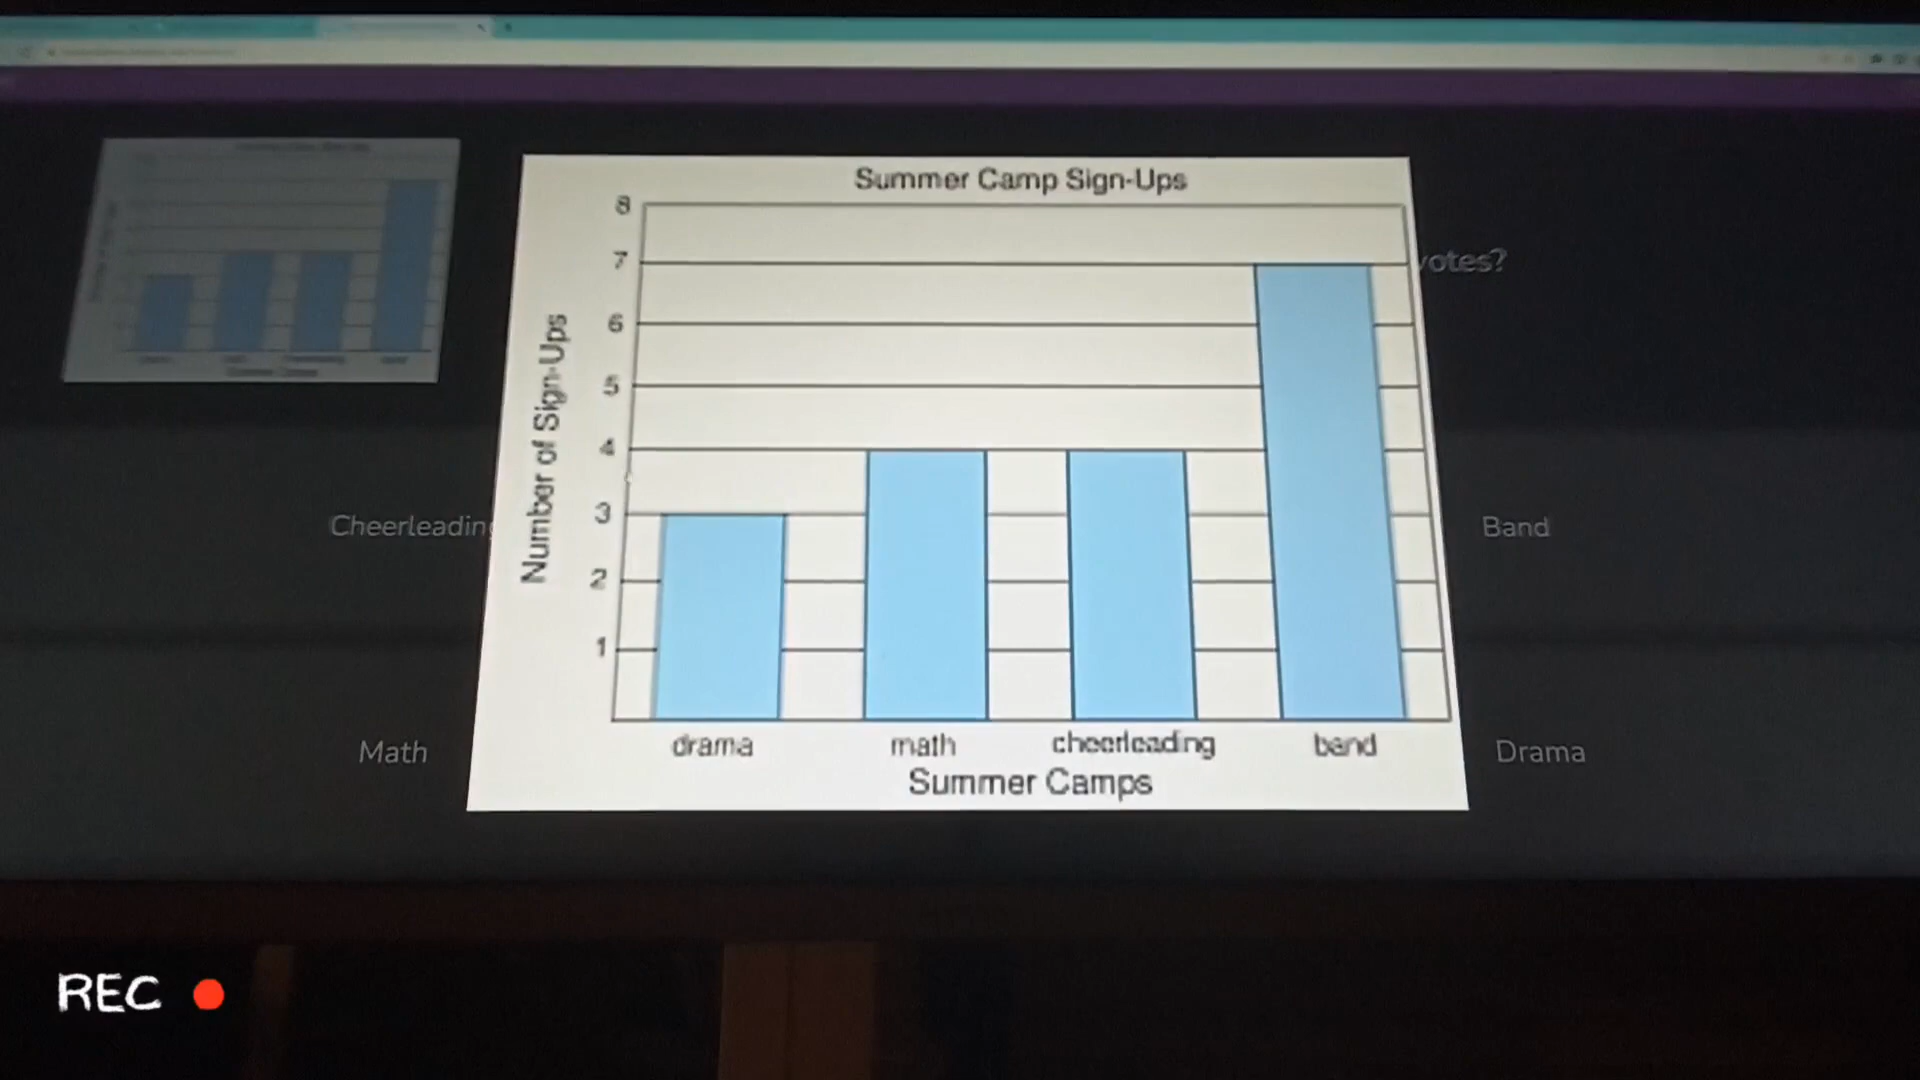 Summer Camp Sign-Ups
8
7
votes?
6
5
4
3
2
1
Number of Sign-Ups
Cheerleading
Band
drama math cheerleading band
Summer Camps
Math
Drama
REC